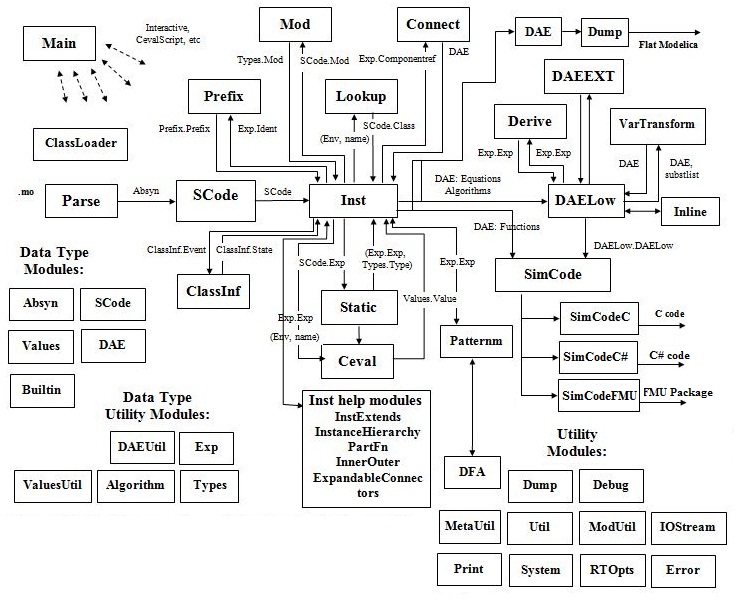 Main
Interactive,
CevalScript, etc
Mod
Connect
DAE
Dump
Flat Modelica
Types.Mod
SCode.Mod
Exp.Componentref
DAE
DAEEXT
Prefix
Lookup
Derive
VarTransform
Prefix.Prefix
Exp.Ident
(Env, name)
SCode.Class
ClassLoader
Exp.Exp
Exp.Exp
DAE
DAE,
substlist
.mo
Parse
Absyn
SCode
SCode
Inst
DAE: Equations
Algorithms
DAELow
Inline
DAE: Functions
Data Type
Modules:
ClassInf.Event
ClassInf.State
SCode.Exp
(Exp.Exp,
Types.Type)
Exp.Exp
DAELow.DAELow
ClassInf
SimCode
Absyn
SCode
Static
Values.Value
Exp.Exp
(Env, name)
SimCodeC
C code
Values
DAE
Patternm
Ceval
SimCodeC#
C# code
Builtin
SimCodeFMU
FMU Package
Data Type
Utility Modules:
Inst help modules
InstExtends
InstanceHierarchy
PartFn
InnerOuter
ExpandableConnec
tors
DAEUtil
Exp
Utility
Modules:
ValuesUtil
Algorithm
Types
DFA
Dump
Debug
MetaUtil
Util
ModUtil
IOStream
Print
System
RTOpts
Error